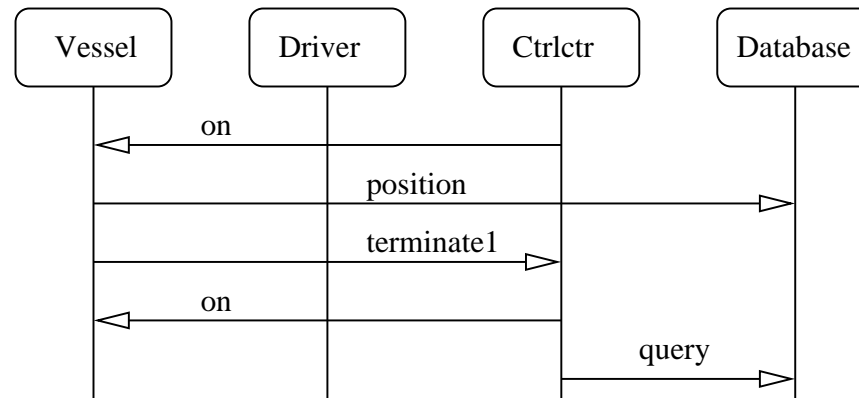 Vessel
Driver
Ctrlctr
Database
on
position
terminate1
on
query